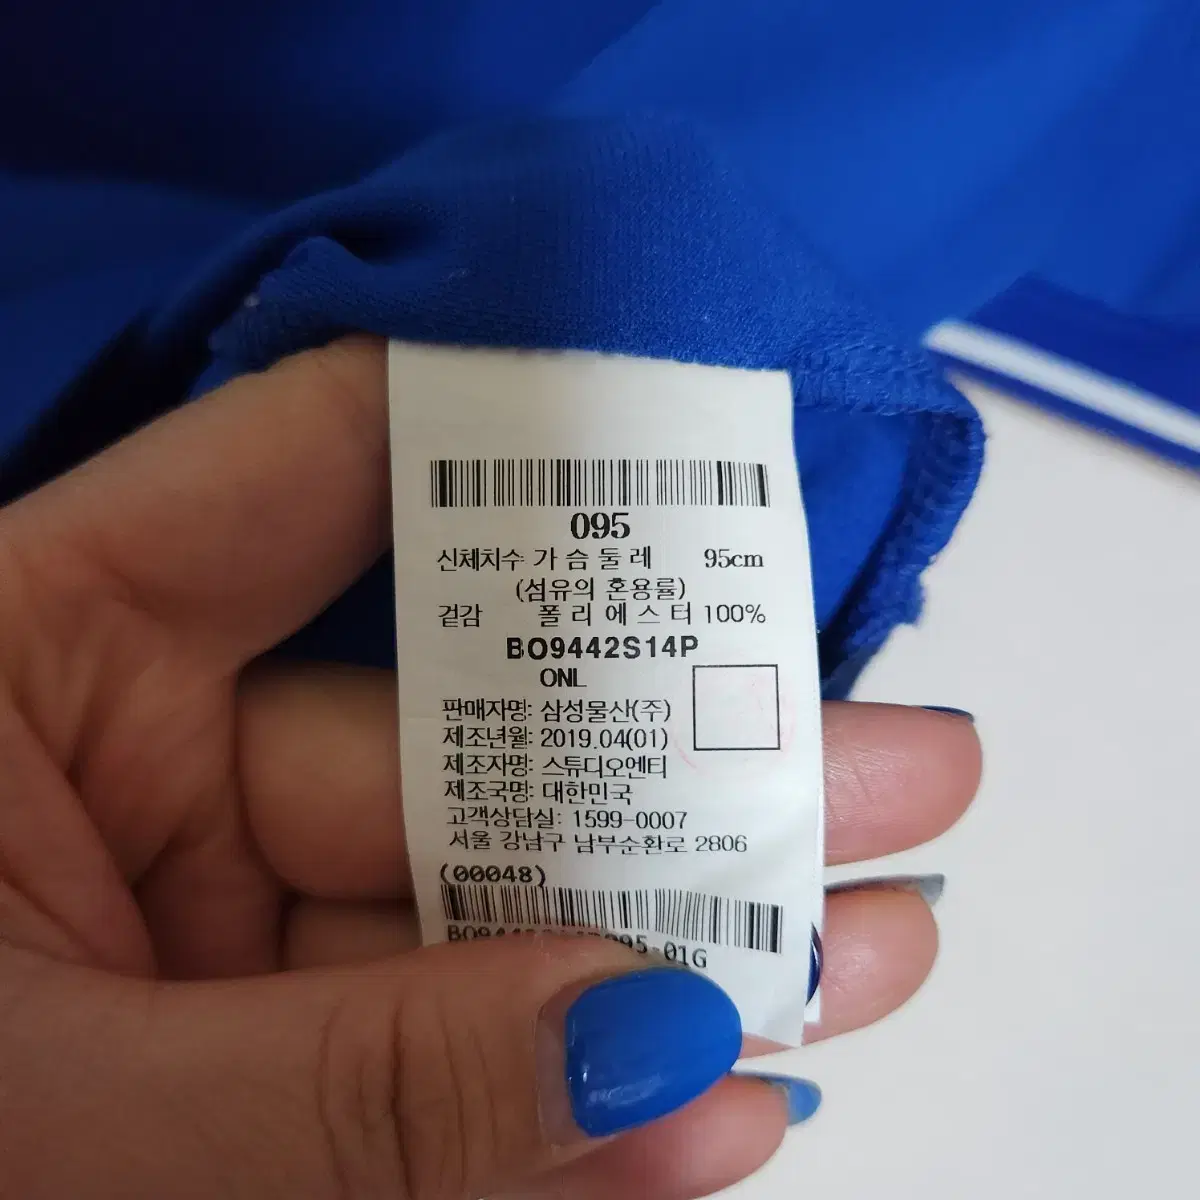 095
신체치수 가 슴 둘 레 95cm
(섬유의 혼용률)
겉감 폴 리 에 스 터 100%
BO9442S14P
ONL
판매자명: 삼성물산(주)
제조년월: 2019.04(01)
제조자명: 스튜디오엔티
제조국명: 대한민국
고객상담실: 1599-0007
서울 강남구 남부순환로 2806
(00048)